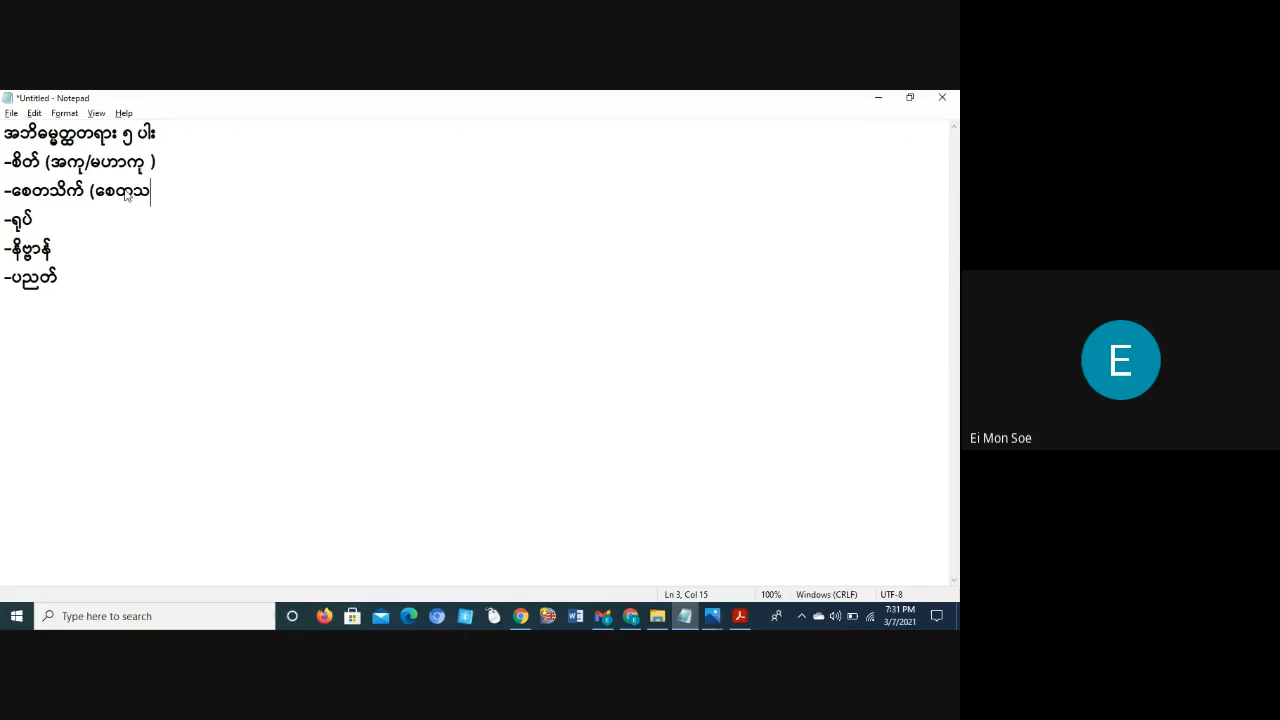 *Untitled - Notepad
File Edit Format View Help
အဘိဓမ္မတ္ထတရား ၅ ပါး
-စိတ် (အကု/မဟာကု )
-စေတသိက် (စေတာသ
-ရုပ်
-နိဗ္ဗာန်
-ပညတ်
E
Ei Mon Soe
Ln 3, Col 15 100% Windows (CRLF) UTF-8
Type here to search
7:31 PM
3/7/2021